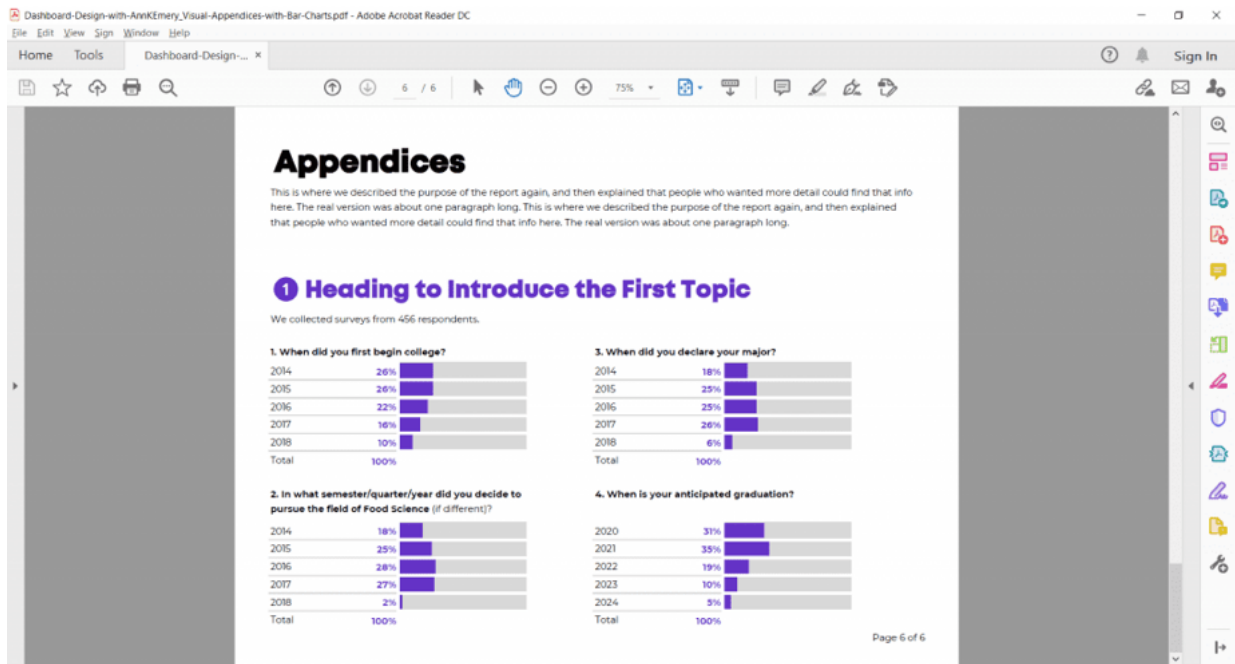 Dashboard-Design-with-AnnKEmery_Visual-Appendices-with-Bar-Charts.pdf - Adobe Acrobat Reader DC
File Edit View Sign Window Help
Home Tools Dashboard-Design-... × Sign In
6 / 6 75%
Appendices
This is where we described the purpose of the report again, and then explained that people who wanted more detail could find that info
here. The real version was about one paragraph long. This is where we described the purpose of the report again, and then explained
that people who wanted more detail could find that info here. The real version was about one paragraph long.
1 Heading to Introduce the First Topic
We collected surveys from 456 respondents.
1. When did you first begin college?
2014 26%
2015 26%
2016 22%
2017 16%
2018 10%
Total 100%
2. In what semester/quarter/year did you decide to
pursue the field of Food Science (if different)?
2014 18%
2015 25%
2016 28%
2017 27%
2018 2%
Total 100%
3. When did you declare your major?
2014 18%
2015 25%
2016 25%
2017 26%
2018 6%
Total 100%
4. When is your anticipated graduation?
2020 31%
2021 35%
2022 19%
2023 10%
2024 5%
Total 100%
Page 6 of 6